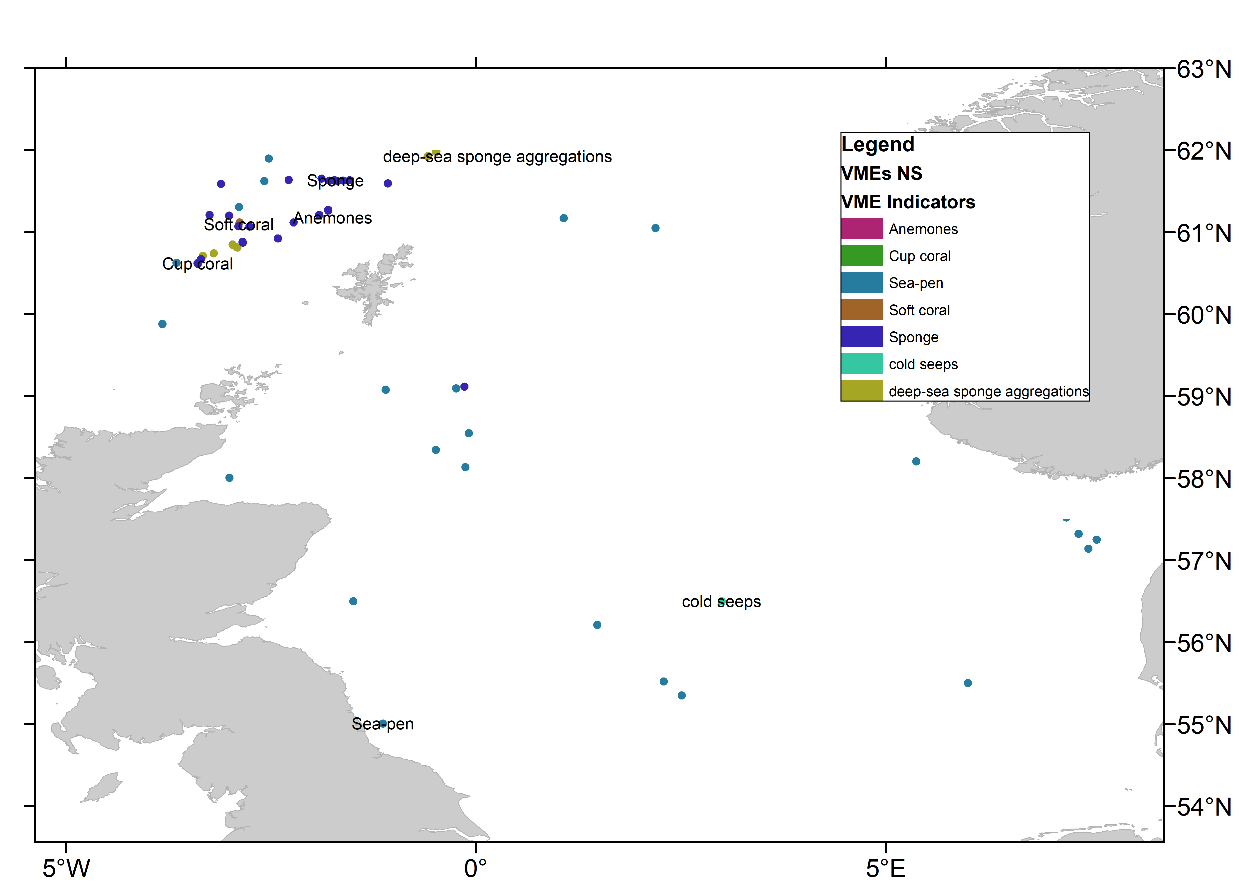 63°N
62°N
deep-sea sponge aggregations
Sponge
Anemones
Soft coral
61°N
Cup coral
Legend
VMEs NS
VME Indicators
Anemones
Cup coral
Sea-pen
Soft coral
Sponge
cold seeps
deep-sea sponge aggregations
60°N
59°N
58°N
57°N
cold seeps
56°N
Sea-pen
55°N
54°N
5°W
0°
5°E